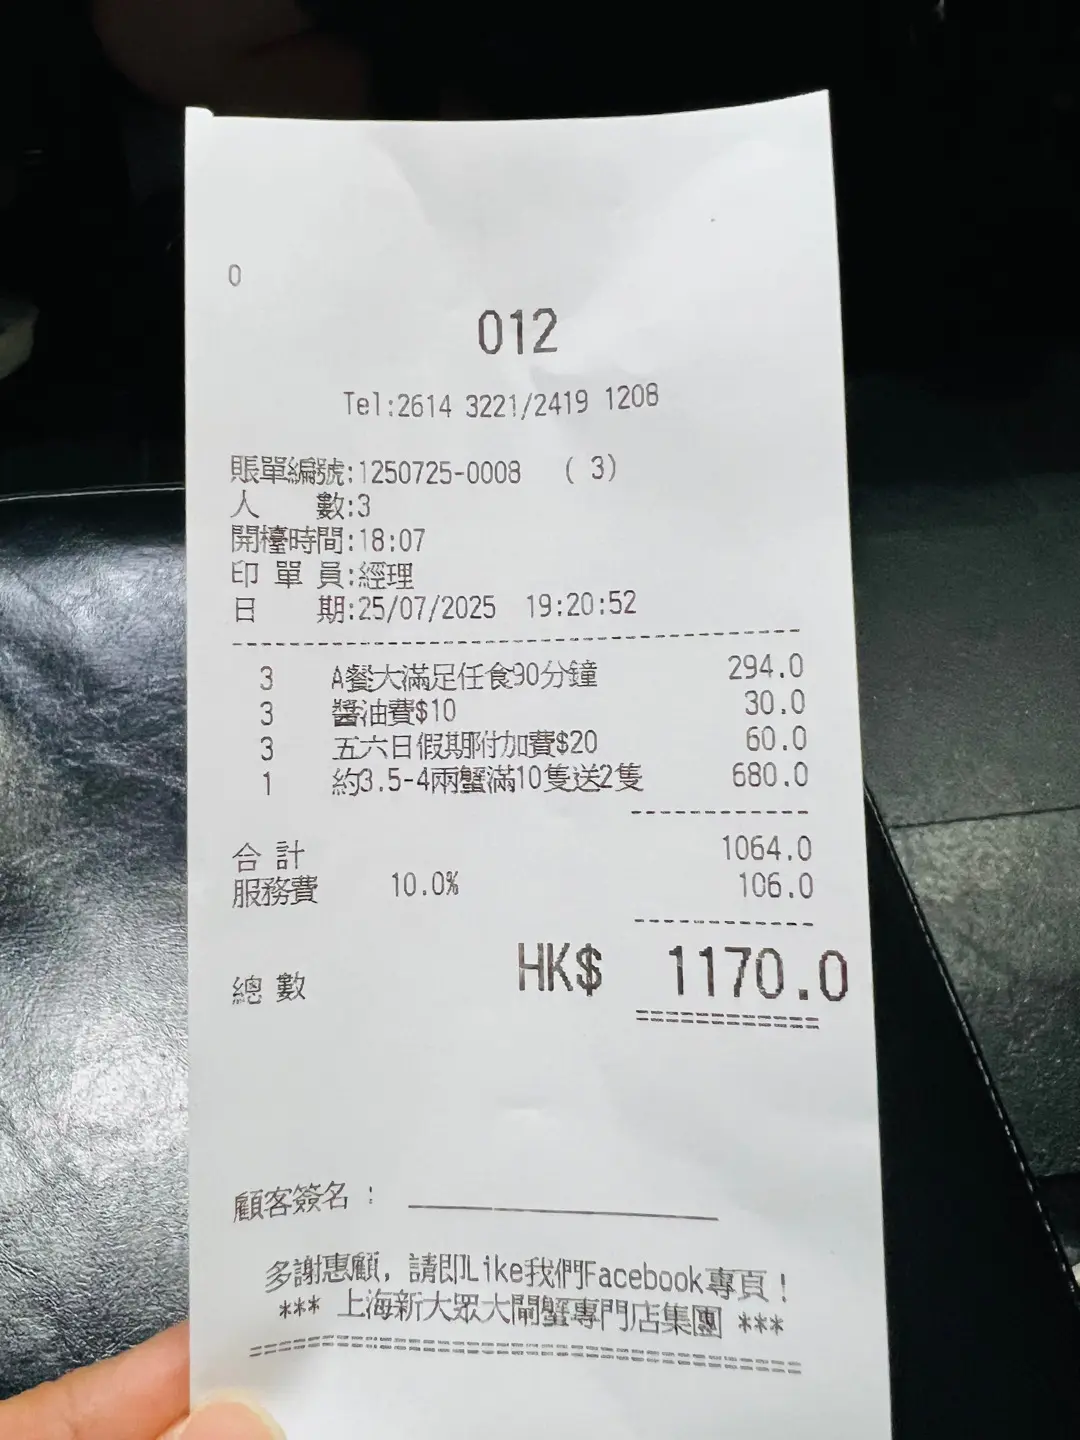 0
012
Tel:2614 3221/2419 1208
賬單編號:1250725-0008 ( 3)
人 數:3
開檯時間:18:07
印 單 員:經理
日 期:25/07/2025 19:20:52
3 A餐大滿足任食90分鐘 294.0
3 醬油費$10 30.0
3 五六日假期附加費$20 60.0
1 約3.5-4兩蟹滿10隻送2隻 680.0
合 計 1064.0
服務費 10.0% 106.0
總 數 HK$ 1170.0
顧客簽名 :
多謝惠顧, 請即Like我們Facebook專頁!
*** 上海新大眾大閘蟹專門店集團 ***